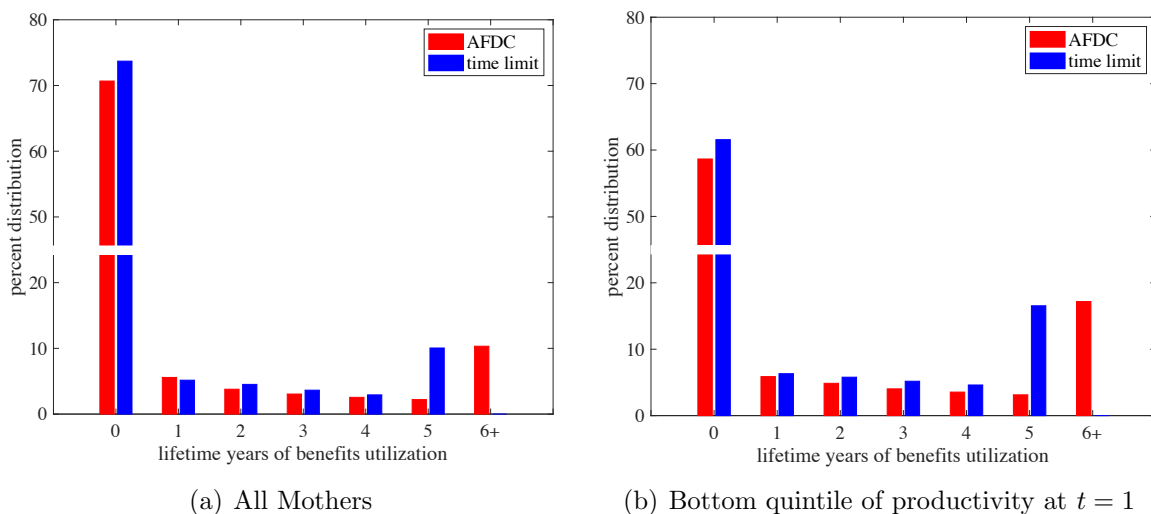 80
70
60
50
20
10
0
percent distribution
AFDC
time limit
0 1 2 3 4 5 6+
lifetime years of benefits utilization
(a) All Mothers
80
70
60
50
20
10
0
percent distribution
AFDC
time limit
0 1 2 3 4 5 6+
lifetime years of benefits utilization
(b) Bottom quintile of productivity at t = 1